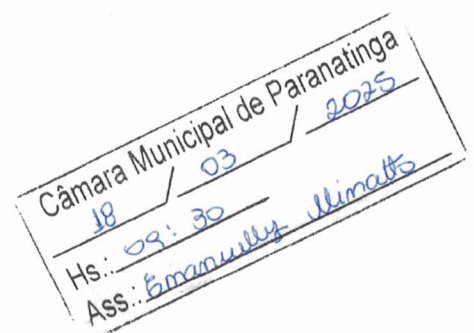 Câmara Municipal de Paranatinga
18 / 03 / 2025
Hs.: 09:30
Ass.: Emanuelly Minatto